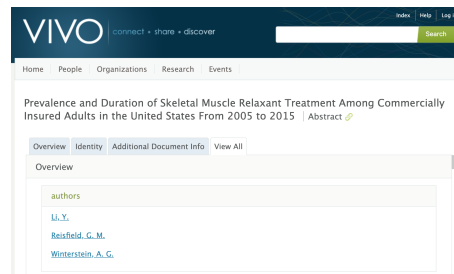 Index Help Log i
VIVO connect • share • discover
Search
Home People Organizations Research Events
Prevalence and Duration of Skeletal Muscle Relaxant Treatment Among Commercially
Insured Adults in the United States From 2005 to 2015 | Abstract
Overview Identity Additional Document Info View All
Overview
authors
Li, Y.
Reisfield, G. M.
Winterstein, A. G.